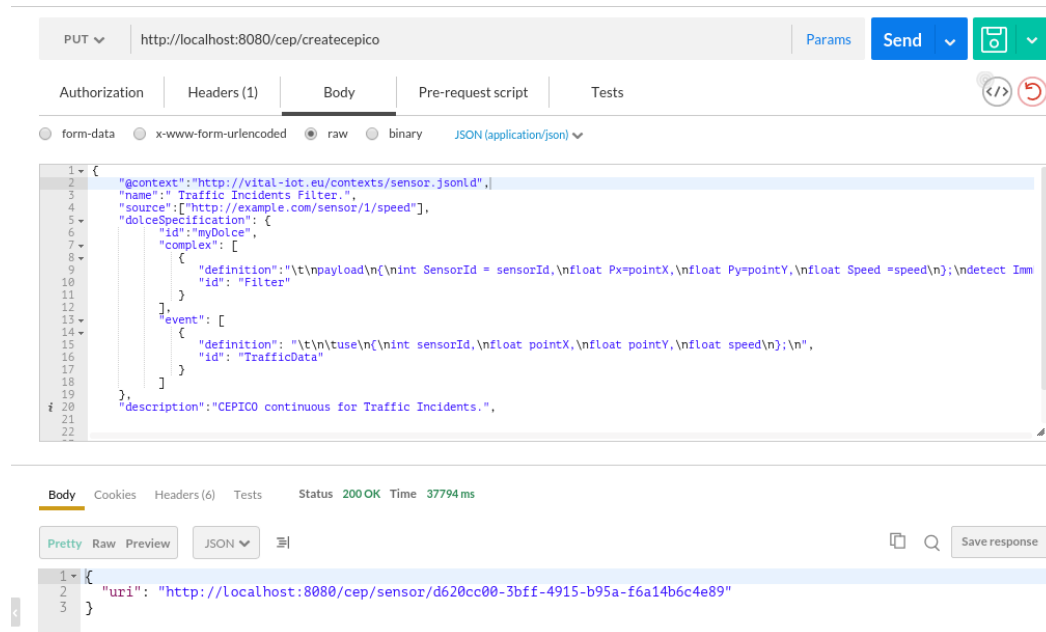 PUT http://localhost:8080/cep/createcepico Params Send
Authorization Headers (1) Body Pre-request script Tests
form-data x-www-form-urlencoded raw binary JSON (application/json)
1 {
2 "@context":"http://vital-iot.eu/contexts/sensor.jsonld",
3 "name":" Traffic Incidents Filter.",
4 "source":["http://example.com/sensor/1/speed"],
5 "dolceSpecification": {
6 "id":"myDolce",
7 "complex": [
8 {
9 "definition":"\t\npayload\n{\nint SensorId = sensorId,\nfloat Px=pointX,\nfloat Py=pointY,\nfloat Speed =speed\n};\ndetect Imm
10 "id": "Filter"
11 }
12 ],
13 "event": [
14 {
15 "definition": "\t\n\tuse\n{\nint sensorId,\nfloat pointX,\nfloat pointY,\nfloat speed\n};\n",
16 "id": "TrafficData"
17 }
18 ]
19 },
i 20 "description":"CEPICO continuous for Traffic Incidents.",
21
22
Body Cookies Headers (6) Tests Status 200 OK Time 37794 ms
Pretty Raw Preview JSON Save response
1 {
2 "uri": "http://localhost:8080/cep/sensor/d620cc00-3bff-4915-b95a-f6a14b6c4e89"
3 }